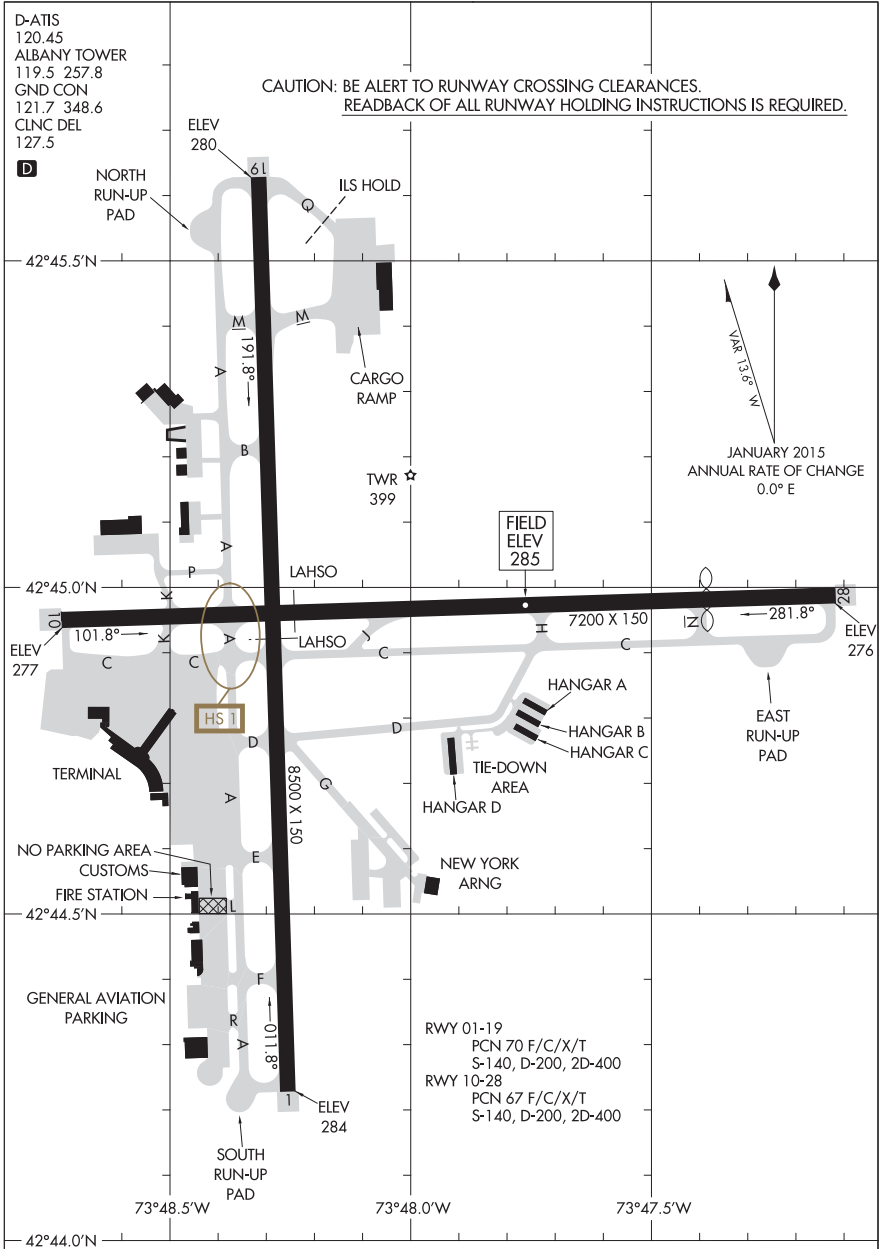 D-ATIS
120.45
ALBANY TOWER
119.5 257.8
GND CON
121.7 348.6
CLNC DEL
127.5
D
CAUTION: BE ALERT TO RUNWAY CROSSING CLEARANCES.
READBACK OF ALL RUNWAY HOLDING INSTRUCTIONS IS REQUIRED.
ELEV
280
19
NORTH
RUN-UP
PAD
Q
ILS HOLD
42°45.5'N
M
M
A
191.8°
CARGO
RAMP
VAR 13.6° W
JANUARY 2015
ANNUAL RATE OF CHANGE
0.0° E
B
TWR
399
FIELD
ELEV
285
A
P
K
LAHSO
42°45.0'N
10
28
101.8°
K
A
LAHSO
J
H
7200 X 150
N
281.8°
ELEV
277
C
C
C
C
ELEV
276
HS 1
HANGAR A
HANGAR B
HANGAR C
EAST
RUN-UP
PAD
D
D
TERMINAL
A
G
8500 X 150
TIE-DOWN
AREA
HANGAR D
NO PARKING AREA
CUSTOMS
FIRE STATION
E
NEW YORK
ARNG
L
42°44.5'N
F
GENERAL AVIATION
PARKING
R
A
011.8°
RWY 01-19
PCN 70 F/C/X/T
S-140, D-200, 2D-400
RWY 10-28
PCN 67 F/C/X/T
S-140, D-200, 2D-400
1
ELEV
284
SOUTH
RUN-UP
PAD
73°48.5'W
73°48.0'W
73°47.5'W
42°44.0'N